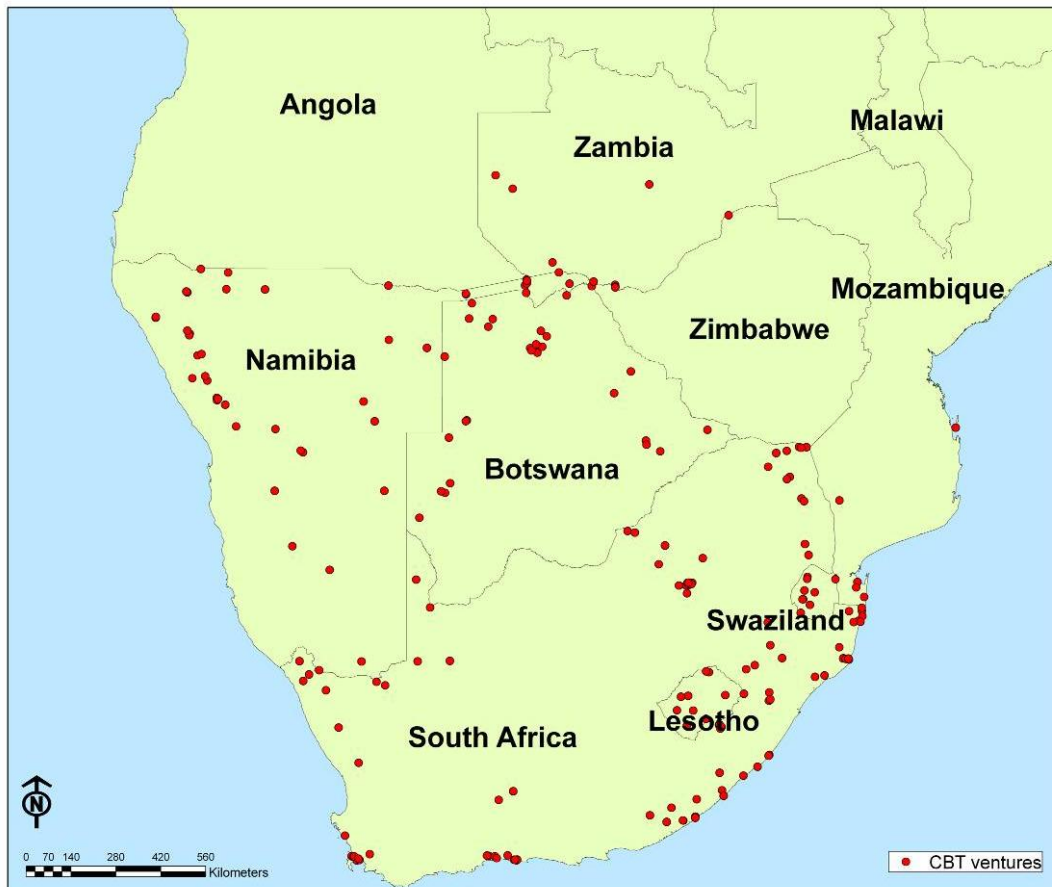 Angola
Malawi
Zambia
Mozambique
Zimbabwe
Namibia
Botswana
Swaziland
Lesotho
South Africa
N
0 70 140 280 420 560
Kilometers
CBT ventures